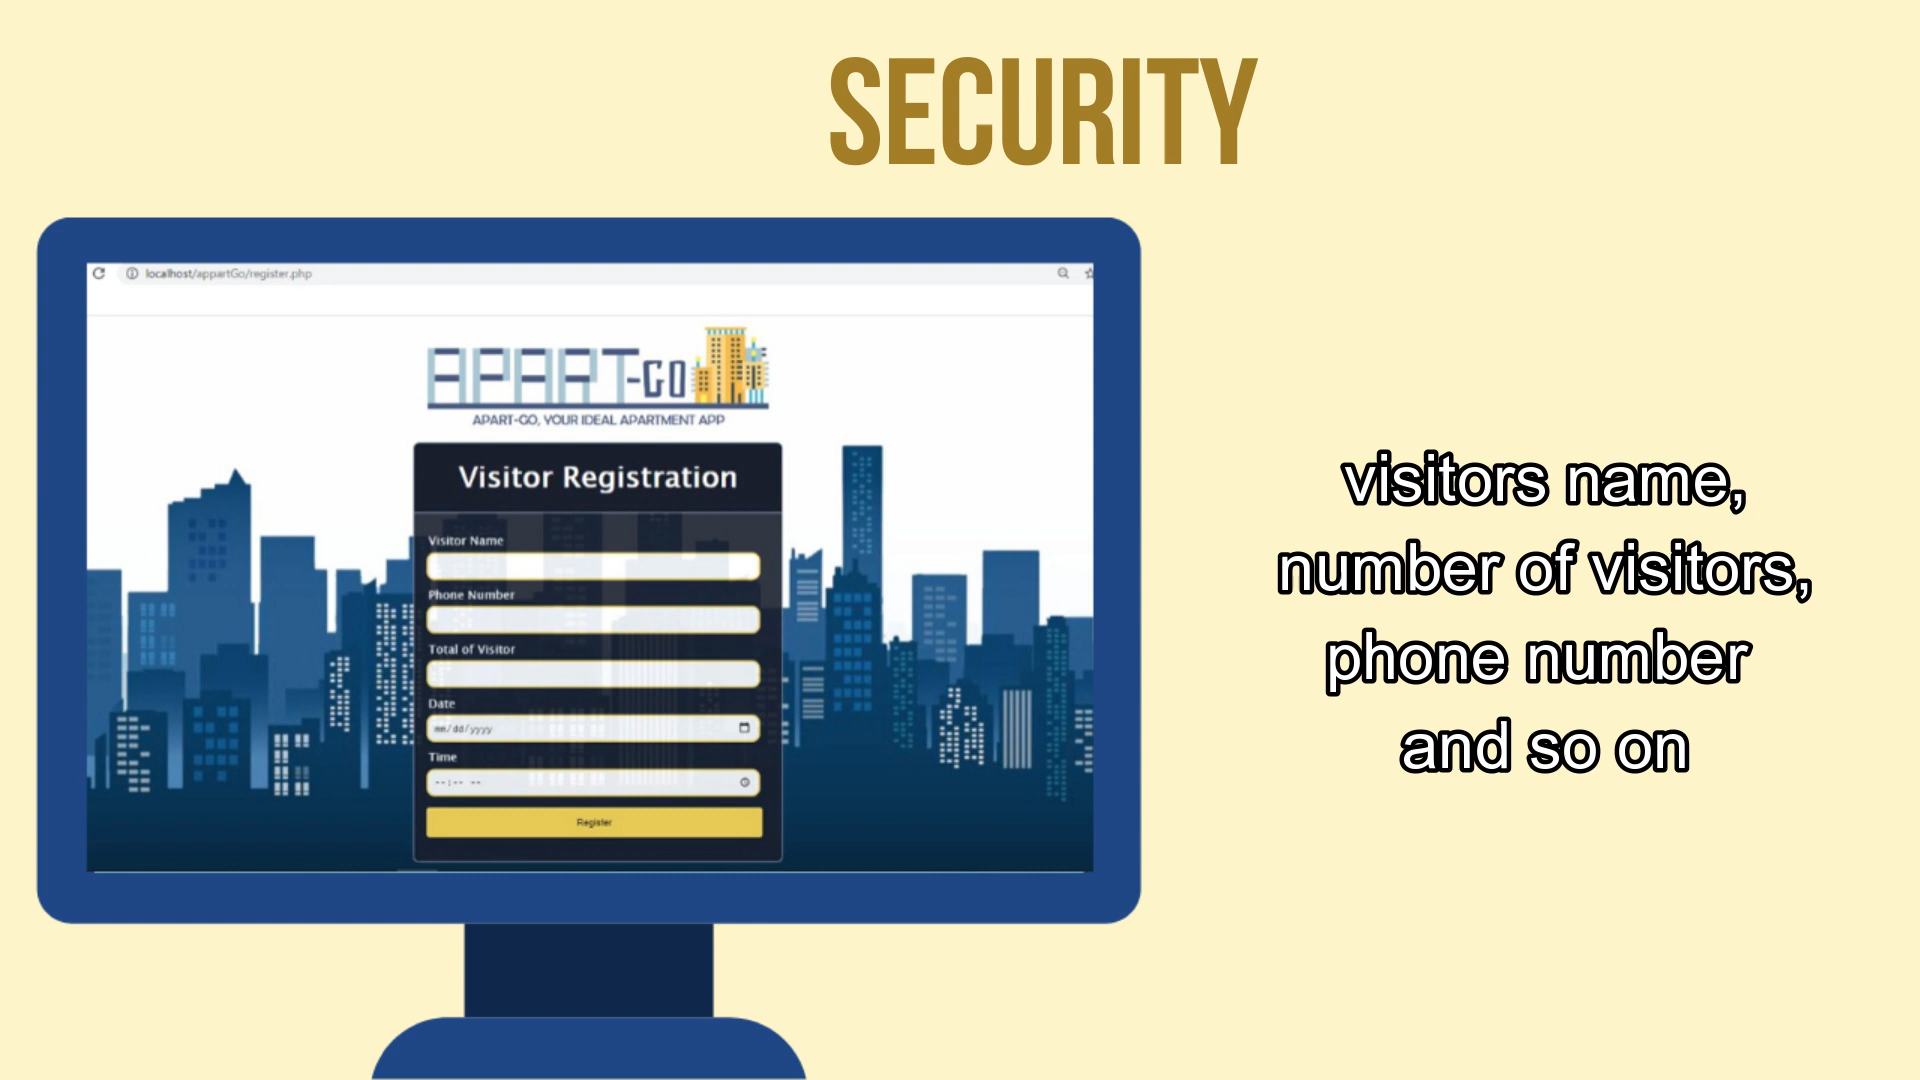 SECURITY
localhost/appartGo/register.php
APART-GO
APART-GO, YOUR IDEAL APARTMENT APP
Visitor Registration
Visitor Name
Phone Number
Total of Visitor
Date
mm/dd/yyyy
Time
--:-- --
Register
visitors name,
number of visitors,
phone number
and so on